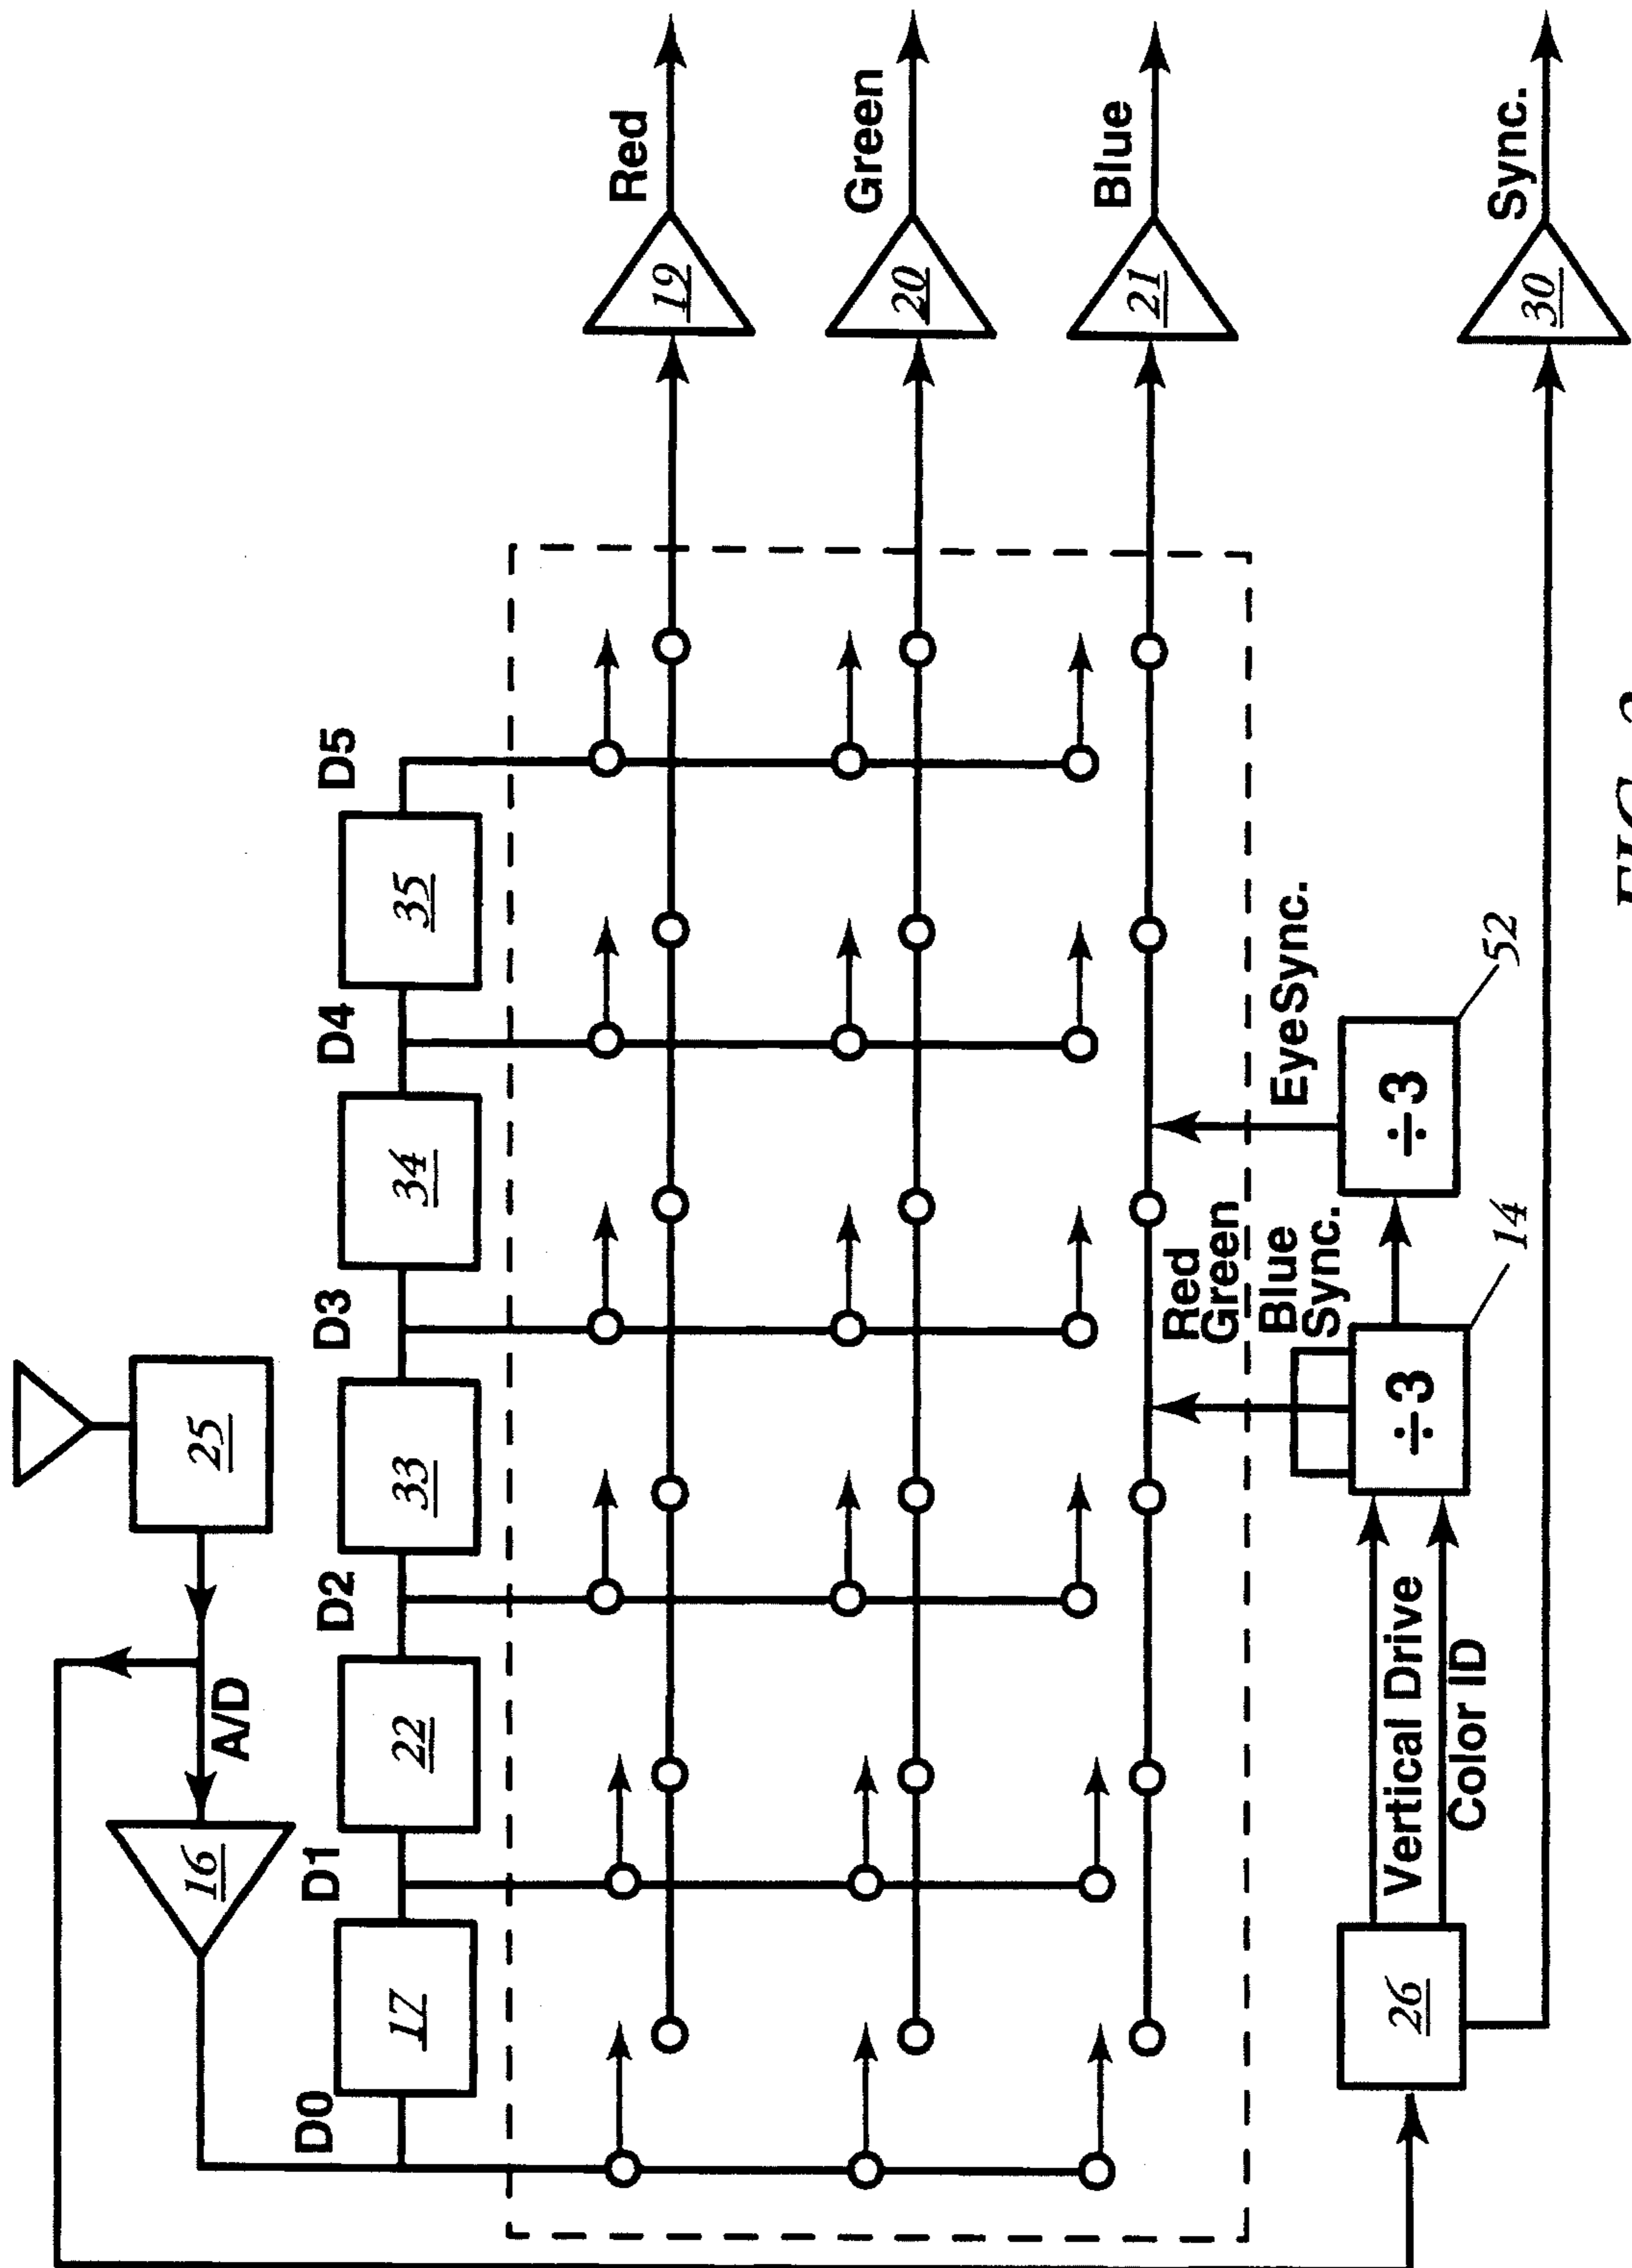 25
A/D
16
D0
D1
D2
D3
D4
D5
17
22
33
34
35
Red
19
Green
20
Blue
21
Red
Green
Blue
Sync.
EyeSync.
÷3
÷3
Vertical Drive
Color ID
26
14
52
Sync.
30
FIG.